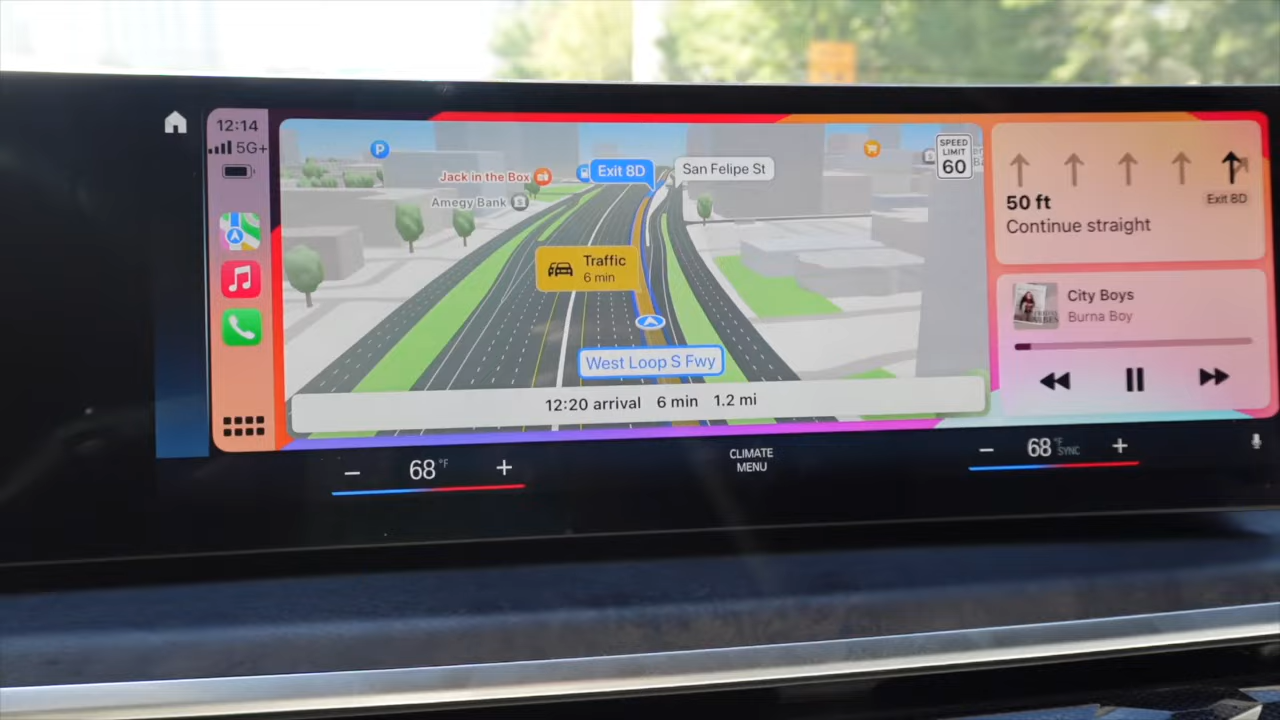 12:14
5G+
P
Jack in the Box
Amegy Bank
$
Exit 8D
San Felipe St
SPEED
LIMIT
60
Traffic
6 min
West Loop S Fwy
12:20 arrival 6 min 1.2 mi
Exit 8D
50 ft
Continue straight
City Boys
Burna Boy
− 68 °F +
CLIMATE
MENU
− 68 °F SYNC +